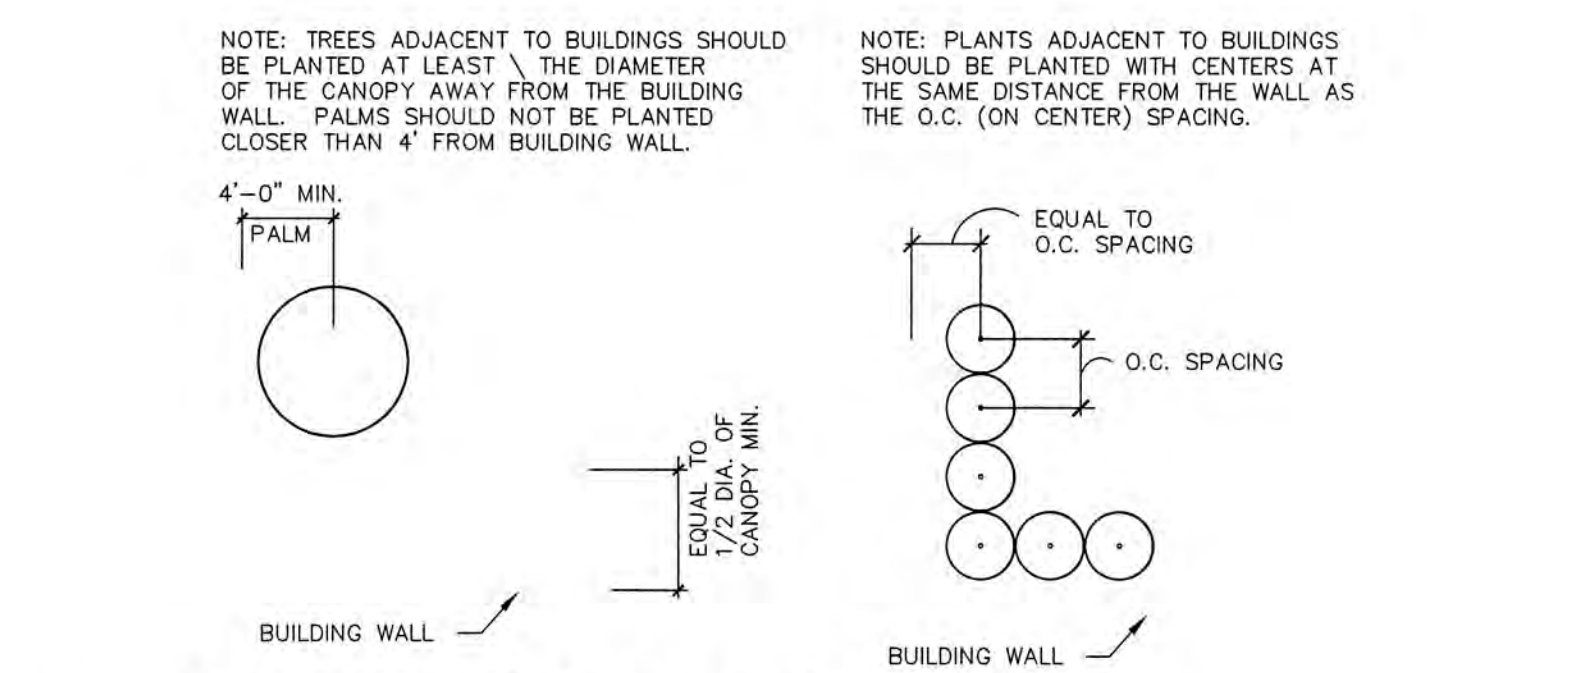 NOTE: TREES ADJACENT TO BUILDINGS SHOULD
BE PLANTED AT LEAST \ THE DIAMETER
OF THE CANOPY AWAY FROM THE BUILDING
WALL. PALMS SHOULD NOT BE PLANTED
CLOSER THAN 4' FROM BUILDING WALL.
4'-0" MIN.
PALM
EQUAL TO
1/2 DIA. OF
CANOPY MIN.
BUILDING WALL
NOTE: PLANTS ADJACENT TO BUILDINGS
SHOULD BE PLANTED WITH CENTERS AT
THE SAME DISTANCE FROM THE WALL AS
THE O.C. (ON CENTER) SPACING.
EQUAL TO
O.C. SPACING
O.C. SPACING
BUILDING WALL